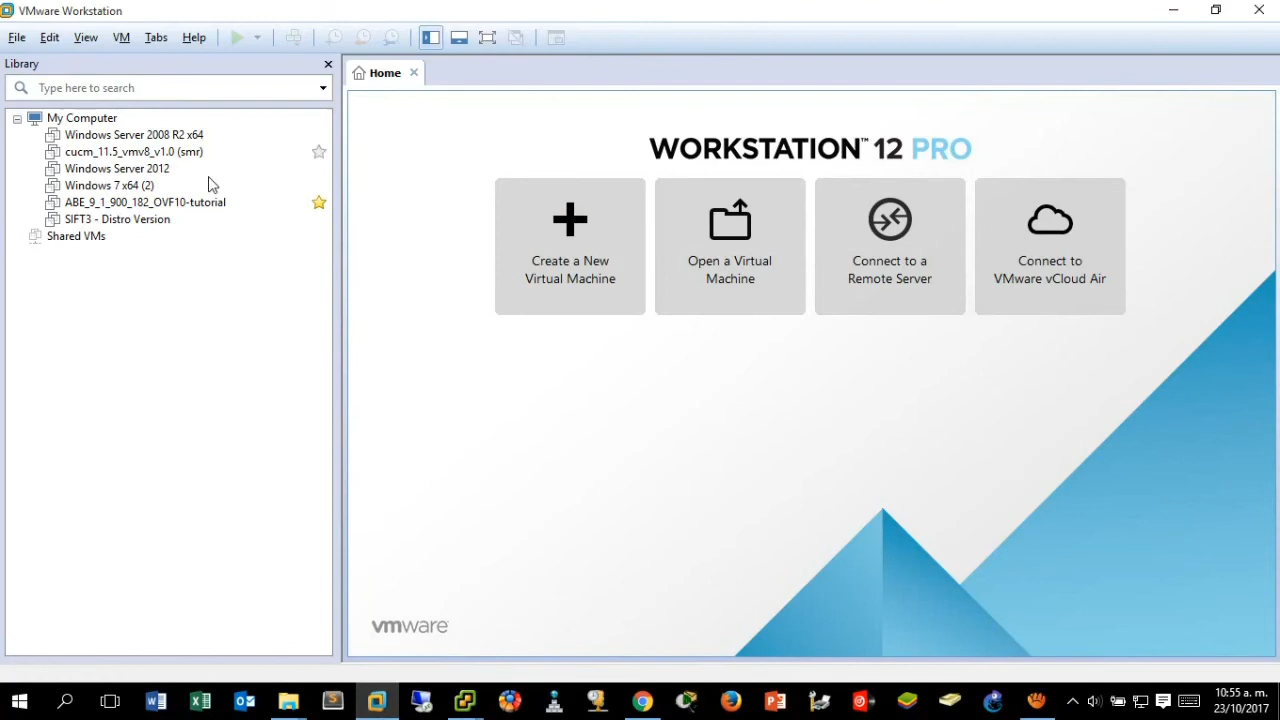 VMware Workstation
File Edit View VM Tabs Help
Library
Type here to search
My Computer
Windows Server 2008 R2 x64
cucm_11.5_vmv8_v1.0 (smr)
Windows Server 2012
Windows 7 x64 (2)
ABE_9_1_900_182_OVF10-tutorial
SIFT3 - Distro Version
Shared VMs
Home
WORKSTATION™ 12 PRO
Create a New
Virtual Machine
Open a Virtual
Machine
Connect to a
Remote Server
Connect to
VMware vCloud Air
vmware
10:55 a. m.
23/10/2017